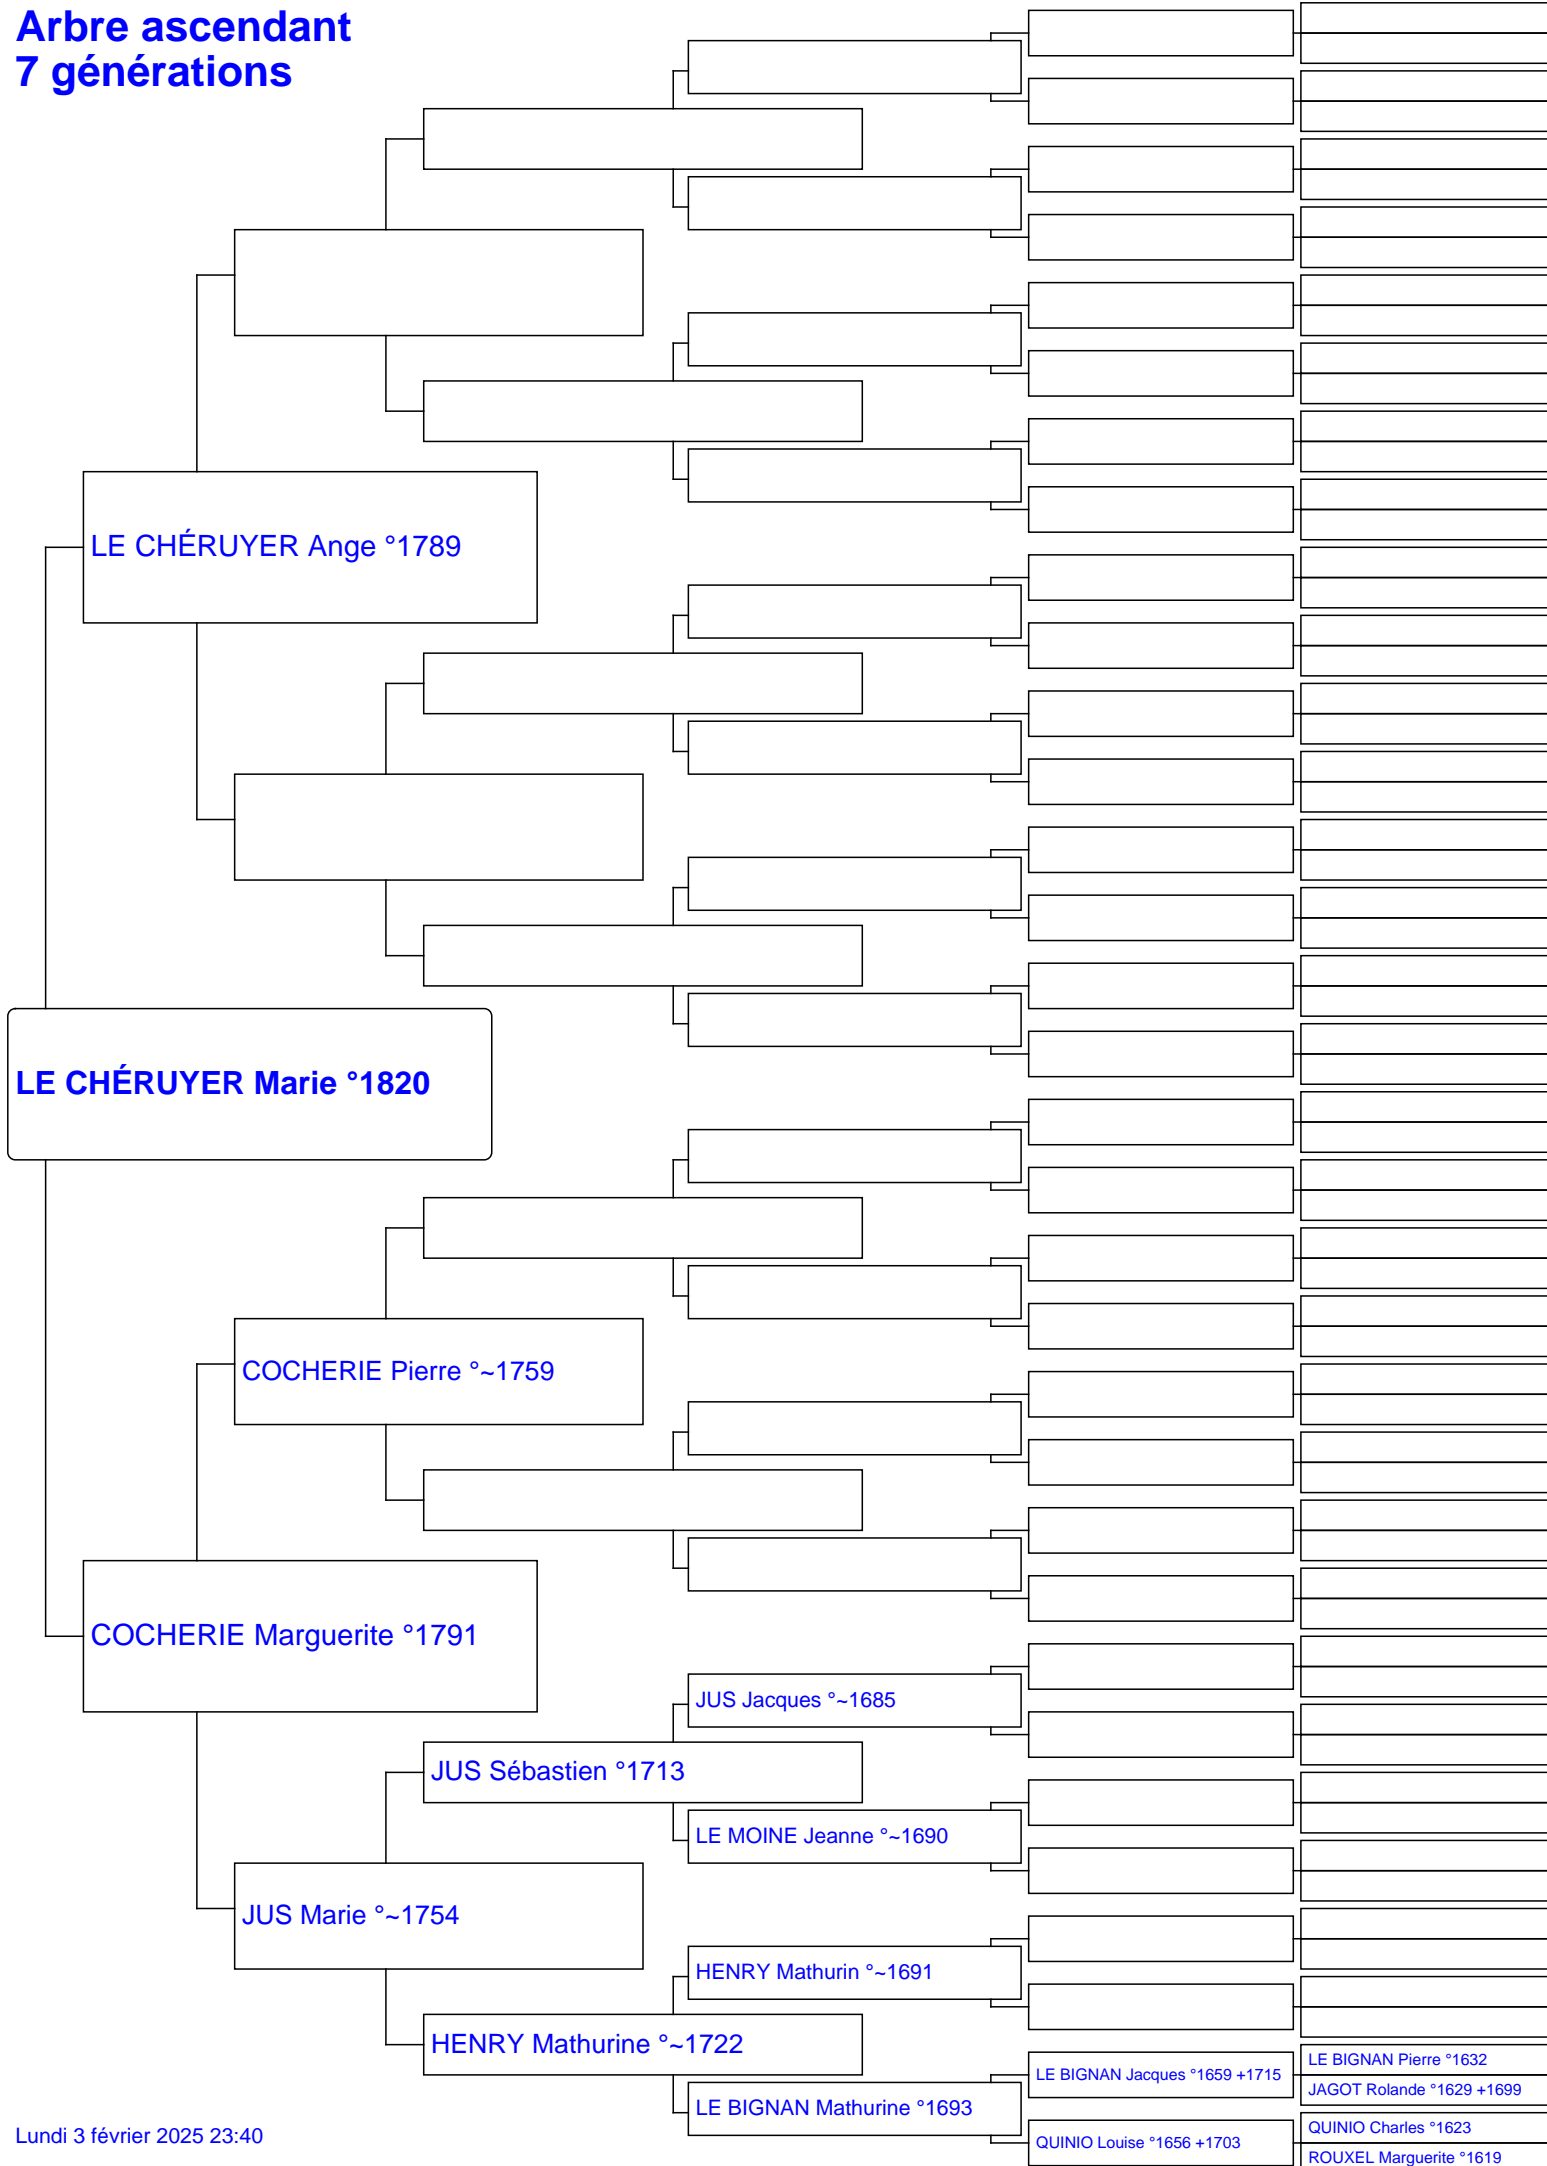 Arbre ascendant
7 générations
LE CHÉRUYER Ange °1789
LE CHÉRUYER Marie °1820
COCHERIE Pierre °~1759
COCHERIE Marguerite °1791
JUS Jacques °~1685
JUS Sébastien °1713
LE MOINE Jeanne °~1690
JUS Marie °~1754
HENRY Mathurin °~1691
HENRY Mathurine °~1722
LE BIGNAN Pierre °1632
LE BIGNAN Jacques °1659 +1715
JAGOT Rolande °1629 +1699
LE BIGNAN Mathurine °1693
QUINIO Charles °1623
QUINIO Louise °1656 +1703
ROUXEL Marguerite °1619
Lundi 3 février 2025 23:40